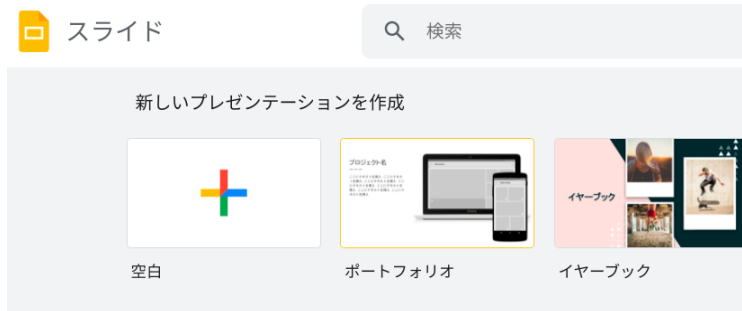 スライド
検索
新しいプレゼンテーションを作成
プロジェクト名
イヤーブック
空白
ポートフォリオ
イヤーブック